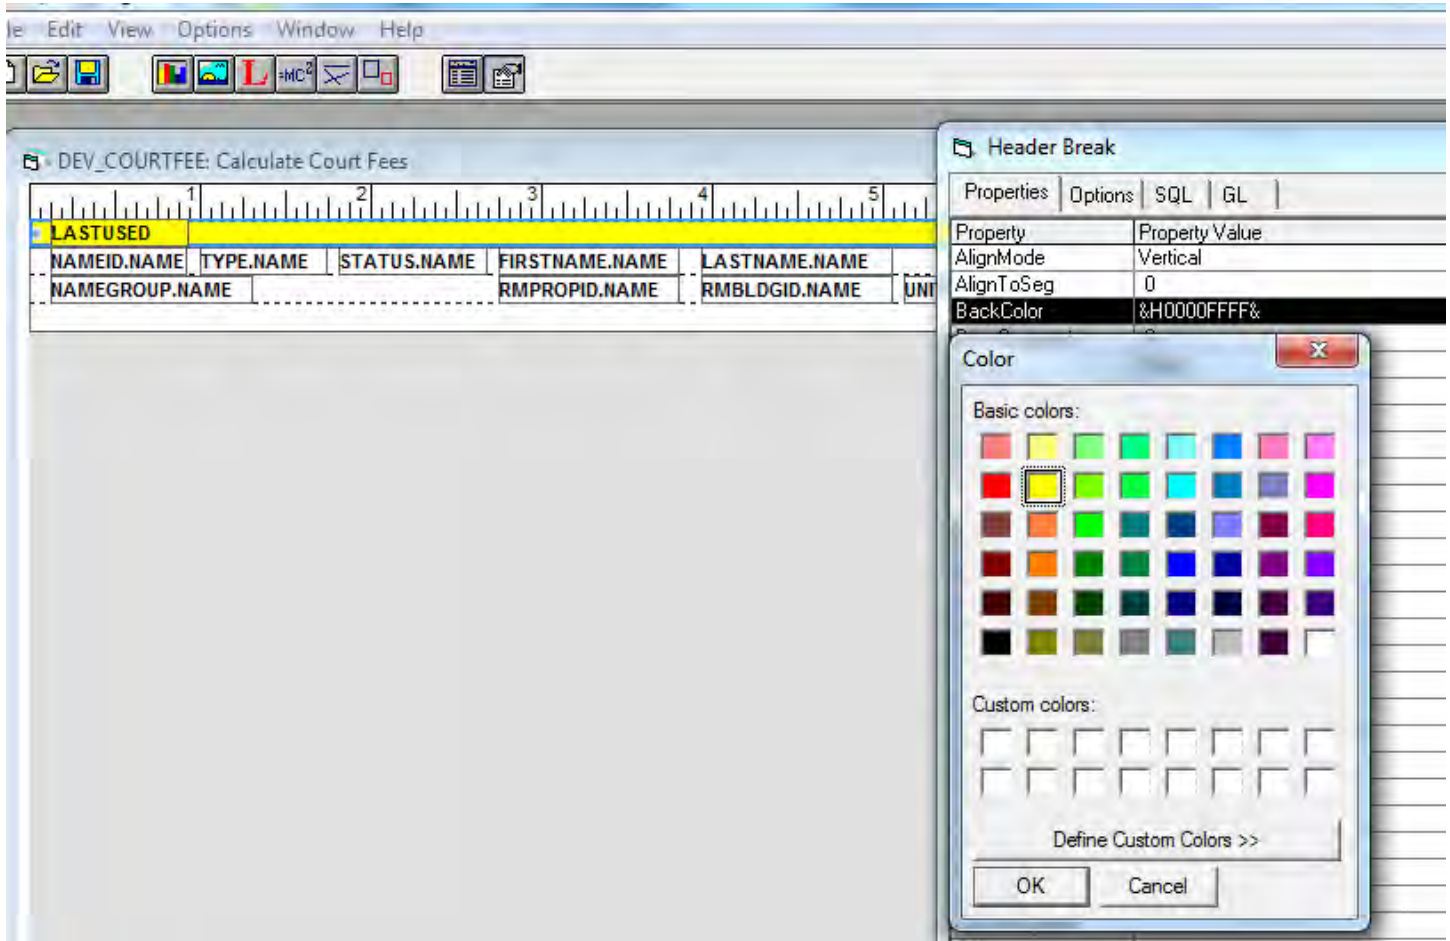 le Edit View Options Window Help
L =MC²
DEV_COURTFEE: Calculate Court Fees
1 2 3 4 5
LASTUSED
NAMEID.NAME TYPE.NAME STATUS.NAME FIRSTNAME.NAME LASTNAME.NAME
NAMEGROUP.NAME RMPROPID.NAME RMBLDGID.NAME UNI
Header Break
Properties Options SQL GL
Property Property Value
AlignMode Vertical
AlignToSeg 0
BackColor &H0000FFFF&
Color
Basic colors:
Custom colors:
Define Custom Colors >>
OK Cancel